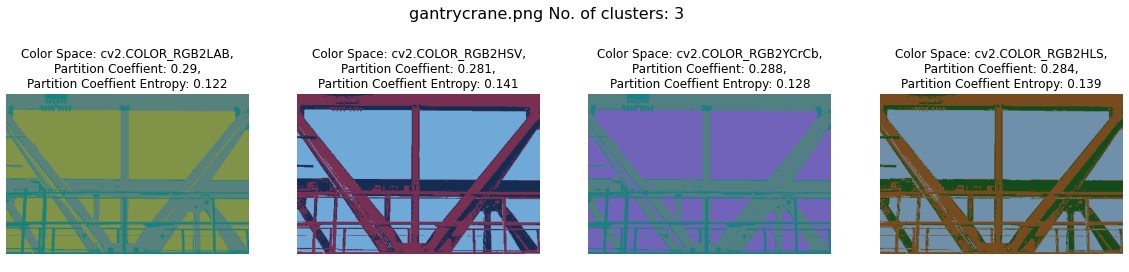 gantrycrane.png No. of clusters: 3
Color Space: cv2.COLOR_RGB2LAB,
Partition Coeffient: 0.29,
Partition Coeffient Entropy: 0.122
Color Space: cv2.COLOR_RGB2HSV,
Partition Coeffient: 0.281,
Partition Coeffient Entropy: 0.141
Color Space: cv2.COLOR_RGB2YCrCb,
Partition Coeffient: 0.288,
Partition Coeffient Entropy: 0.128
Color Space: cv2.COLOR_RGB2HLS,
Partition Coeffient: 0.284,
Partition Coeffient Entropy: 0.139